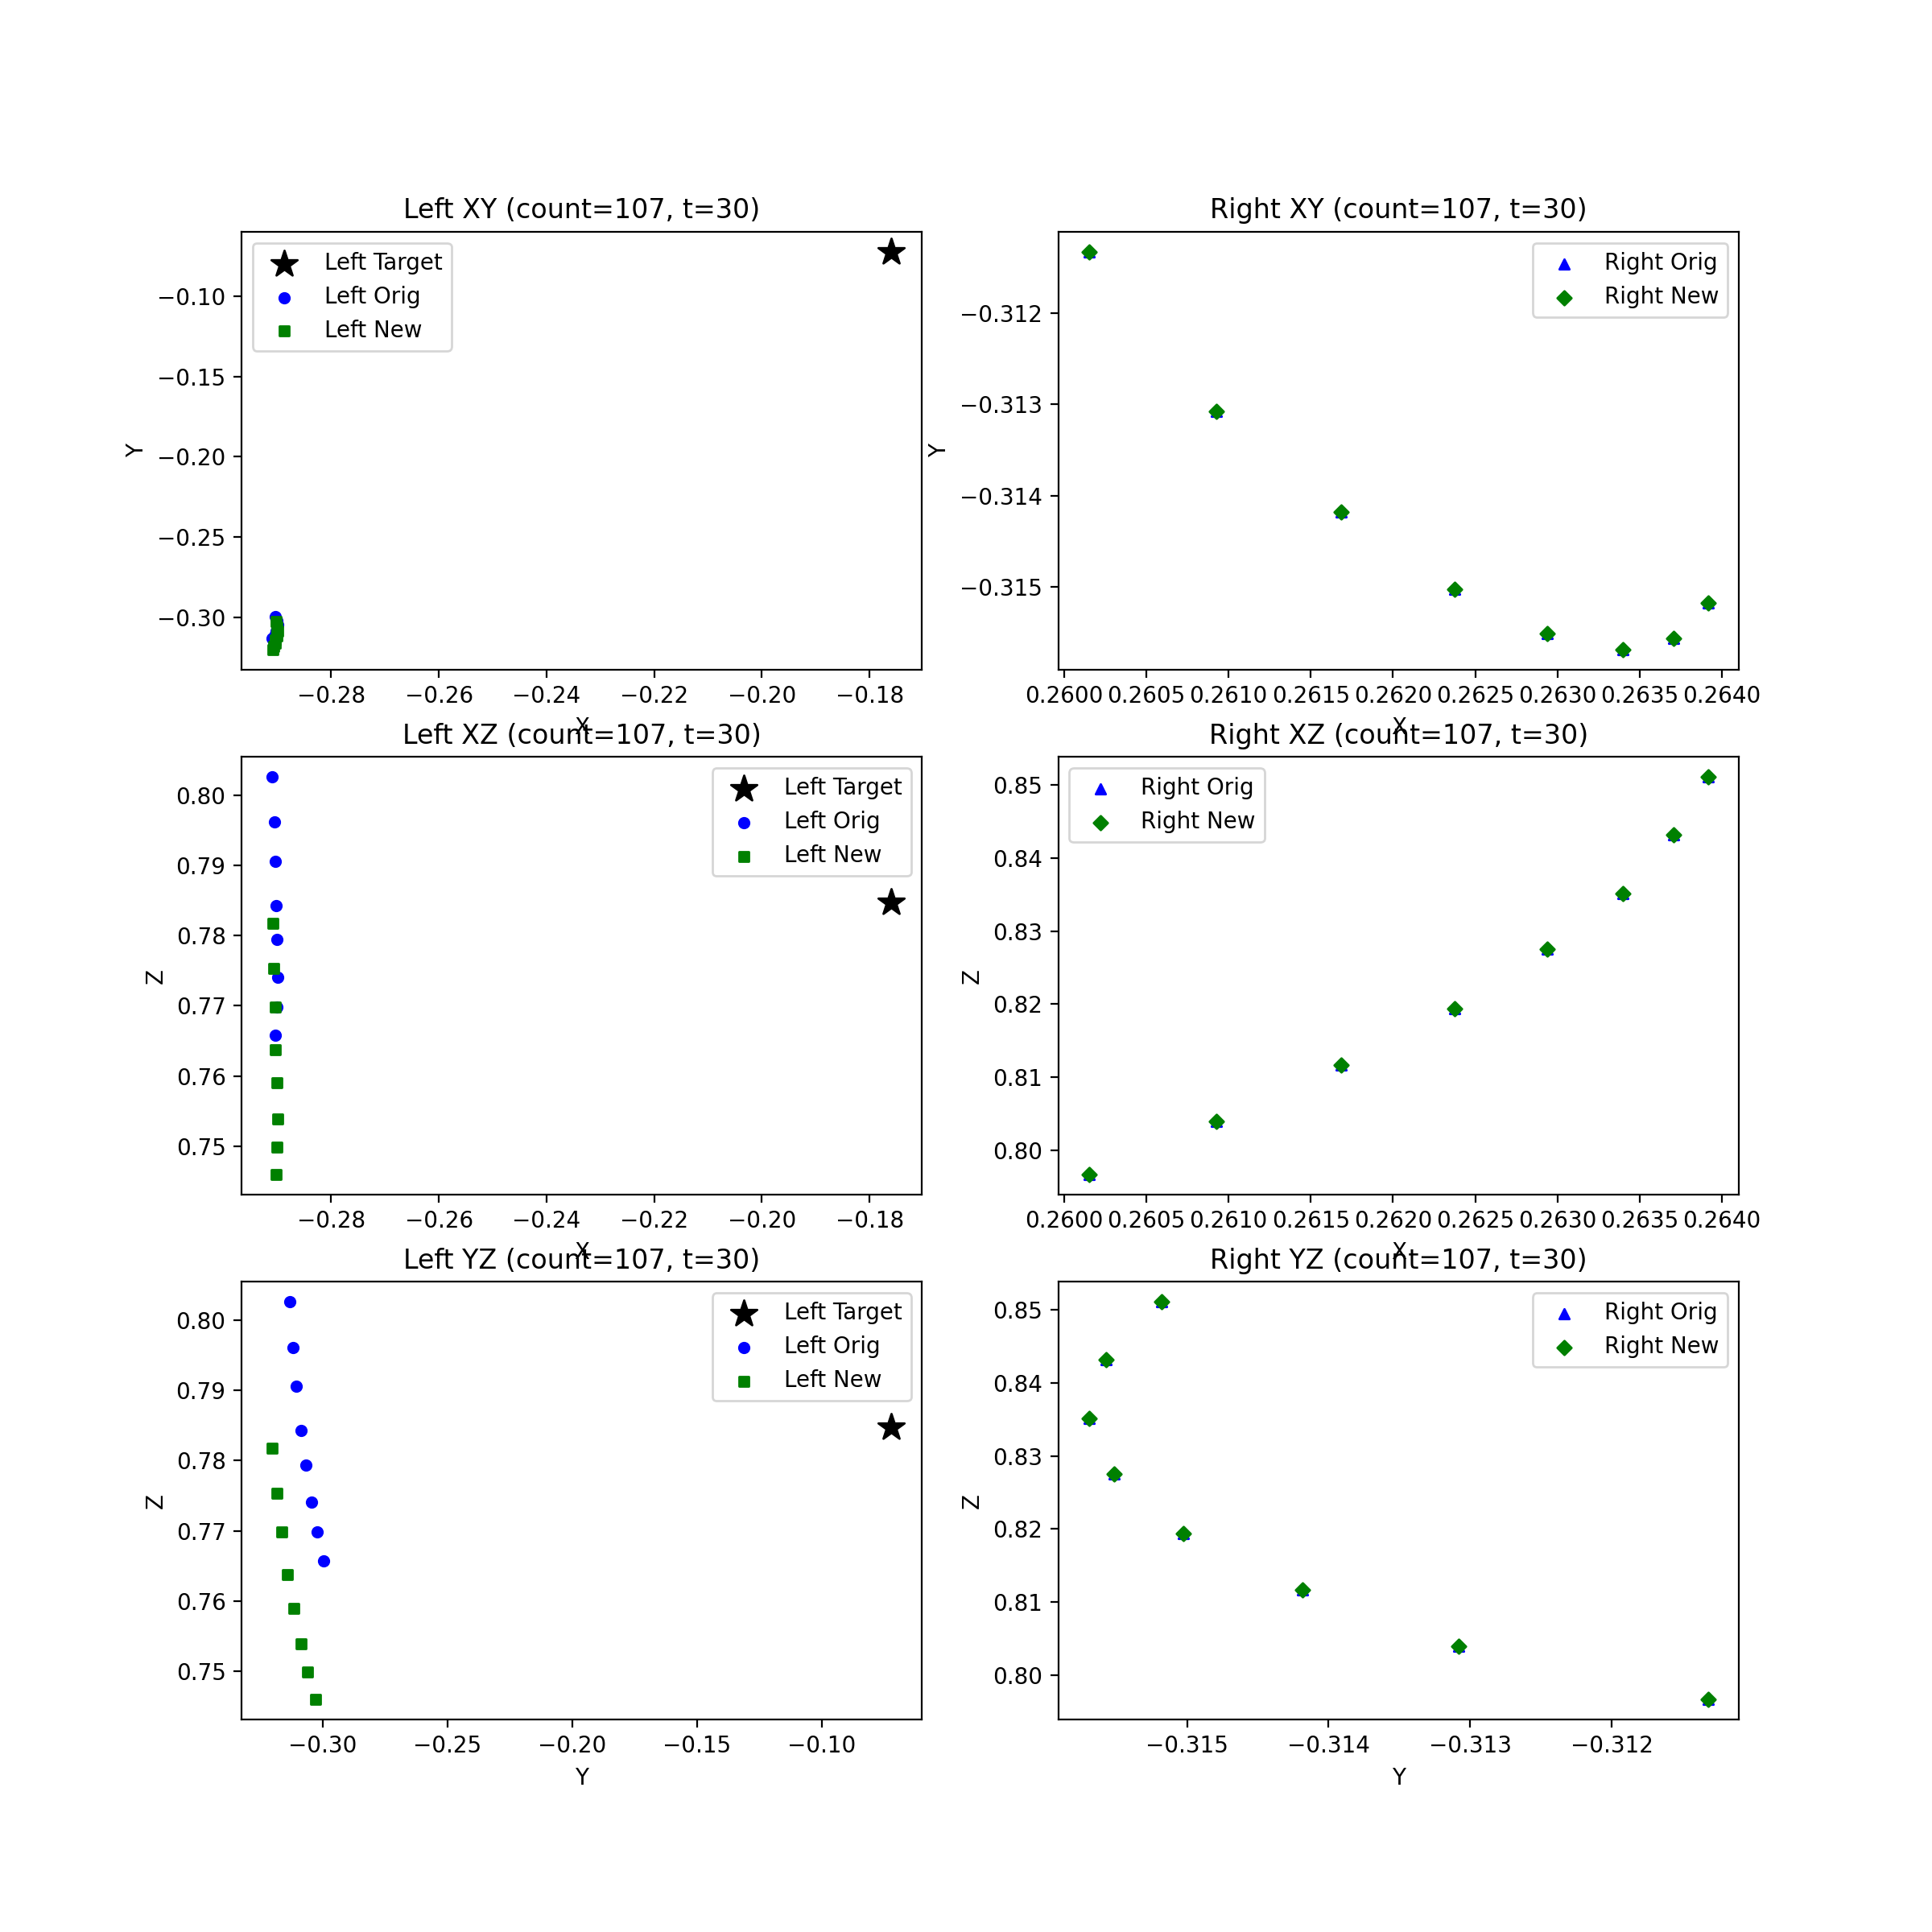 Left XY (count=107, t=30)
Left Target
Left Orig
Left New
Y
−0.10
−0.15
−0.20
−0.25
−0.30
−0.28 −0.26 −0.24 −0.22 −0.20 −0.18
X
Right XY (count=107, t=30)
Right Orig
Right New
Y
−0.312
−0.313
−0.314
−0.315
0.2600 0.2605 0.2610 0.2615 0.2620 0.2625 0.2630 0.2635 0.2640
X
Left XZ (count=107, t=30)
Left Target
Left Orig
Left New
Z
0.80
0.79
0.78
0.77
0.76
0.75
−0.28 −0.26 −0.24 −0.22 −0.20 −0.18
X
Right XZ (count=107, t=30)
Right Orig
Right New
Z
0.85
0.84
0.83
0.82
0.81
0.80
0.2600 0.2605 0.2610 0.2615 0.2620 0.2625 0.2630 0.2635 0.2640
X
Left YZ (count=107, t=30)
Left Target
Left Orig
Left New
Z
0.80
0.79
0.78
0.77
0.76
0.75
−0.30 −0.25 −0.20 −0.15 −0.10
Y
Right YZ (count=107, t=30)
Right Orig
Right New
Z
0.85
0.84
0.83
0.82
0.81
0.80
−0.315 −0.314 −0.313 −0.312
Y